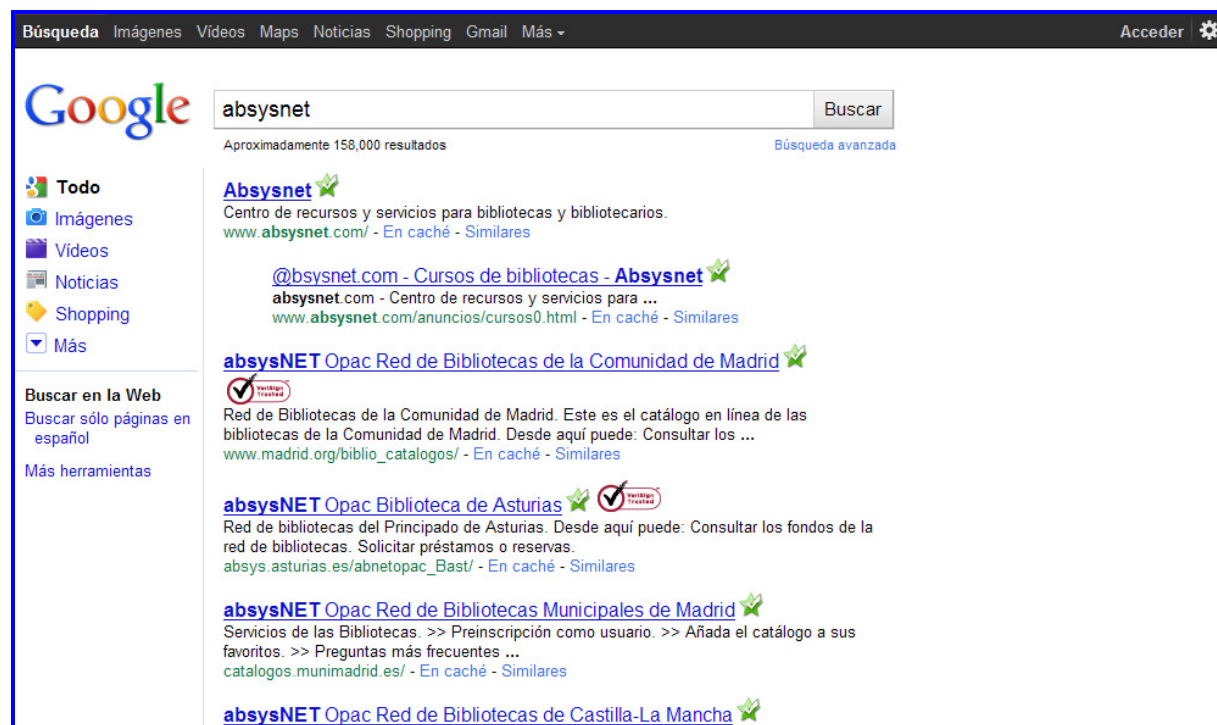 Búsqueda Imágenes Vídeos Maps Noticias Shopping Gmail Más Acceder
Google
absysnet Buscar
Aproximadamente 158,000 resultados Búsqueda avanzada
Todo
Imágenes
Vídeos
Noticias
Shopping
Más
Buscar en la Web
Buscar sólo páginas en
español
Más herramientas
Absysnet
Centro de recursos y servicios para bibliotecas y bibliotecarios.
www.absysnet.com/ - En caché - Similares
@bsysnet.com - Cursos de bibliotecas - Absysnet
absysnet.com - Centro de recursos y servicios para ...
www.absysnet.com/anuncios/cursos0.html - En caché - Similares
absysNET Opac Red de Bibliotecas de la Comunidad de Madrid
VeriSign
Trusted
Red de Bibliotecas de la Comunidad de Madrid. Este es el catálogo en línea de las
bibliotecas de la Comunidad de Madrid. Desde aquí puede: Consultar los ...
www.madrid.org/biblio_catalogos/ - En caché - Similares
absysNET Opac Biblioteca de Asturias
VeriSign
Trusted
Red de bibliotecas del Principado de Asturias. Desde aquí puede: Consultar los fondos de la
red de bibliotecas. Solicitar préstamos o reservas.
absys.asturias.es/abnetopac_Bast/ - En caché - Similares
absysNET Opac Red de Bibliotecas Municipales de Madrid
Servicios de las Bibliotecas. >> Preinscripción como usuario. >> Añada el catálogo a sus
favoritos. >> Preguntas más frecuentes ...
catalogos.munimadrid.es/ - En caché - Similares
absysNET Opac Red de Bibliotecas de Castilla-La Mancha